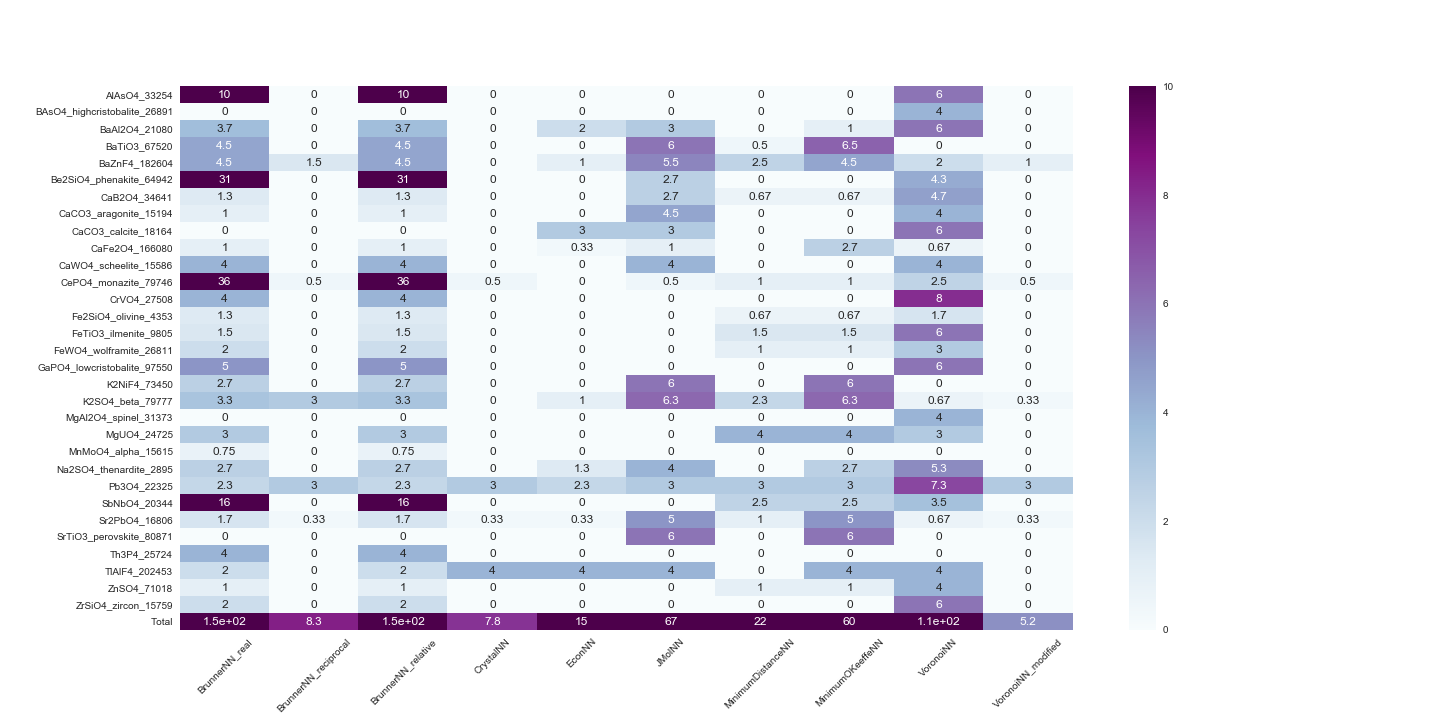 AlAsO4_33254 10 0 10 0 0 0 0 0 6 0
BAsO4_highcristobalite_26891 0 0 0 0 0 0 0 0 4 0
BaAl2O4_21080 3.7 0 3.7 0 2 3 0 1 6 0
BaTiO3_67520 4.5 0 4.5 0 0 6 0.5 6.5 0 0
BaZnF4_182604 4.5 1.5 4.5 0 1 5.5 2.5 4.5 2 1
Be2SiO4_phenakite_64942 31 0 31 0 0 2.7 0 0 4.3 0
CaB2O4_34641 1.3 0 1.3 0 0 2.7 0.67 0.67 4.7 0
CaCO3_aragonite_15194 1 0 1 0 0 4.5 0 0 4 0
CaCO3_calcite_18164 0 0 0 0 3 3 0 0 6 0
CaFe2O4_166080 1 0 1 0 0.33 1 0 2.7 0.67 0
CaWO4_scheelite_15586 4 0 4 0 0 4 0 0 4 0
CePO4_monazite_79746 36 0.5 36 0.5 0 0.5 1 1 2.5 0.5
CrVO4_27508 4 0 4 0 0 0 0 0 8 0
Fe2SiO4_olivine_4353 1.3 0 1.3 0 0 0 0.67 0.67 1.7 0
FeTiO3_ilmenite_9805 1.5 0 1.5 0 0 0 1.5 1.5 6 0
FeWO4_wolframite_26811 2 0 2 0 0 0 1 1 3 0
GaPO4_lowcristobalite_97550 5 0 5 0 0 0 0 0 6 0
K2NiF4_73450 2.7 0 2.7 0 0 6 0 6 0 0
K2SO4_beta_79777 3.3 3 3.3 0 1 6.3 2.3 6.3 0.67 0.33
MgAl2O4_spinel_31373 0 0 0 0 0 0 0 0 4 0
MgUO4_24725 3 0 3 0 0 0 4 4 3 0
MnMoO4_alpha_15615 0.75 0 0.75 0 0 0 0 0 0 0
Na2SO4_thenardite_2895 2.7 0 2.7 0 1.3 4 0 2.7 5.3 0
Pb3O4_22325 2.3 3 2.3 3 2.3 3 3 3 7.3 3
SbNbO4_20344 16 0 16 0 0 0 2.5 2.5 3.5 0
Sr2PbO4_16806 1.7 0.33 1.7 0.33 0.33 5 1 5 0.67 0.33
SrTiO3_perovskite_80871 0 0 0 0 0 6 0 6 0 0
Th3P4_25724 4 0 4 0 0 0 0 0 0 0
TlAlF4_202453 2 0 2 4 4 4 0 4 4 0
ZnSO4_71018 1 0 1 0 0 0 1 1 4 0
ZrSiO4_zircon_15759 2 0 2 0 0 0 0 0 6 0
Total 1.5e+02 8.3 1.5e+02 7.8 15 67 22 60 1.1e+02 5.2
BrunnerNN_real BrunnerNN_reciprocal BrunnerNN_relative CrystalNN EconNN JMolNN MinimumDistanceNN MinimumOKeeffeNN VoronoiNN VoronoiNN_modified
10
8
6
4
2
0